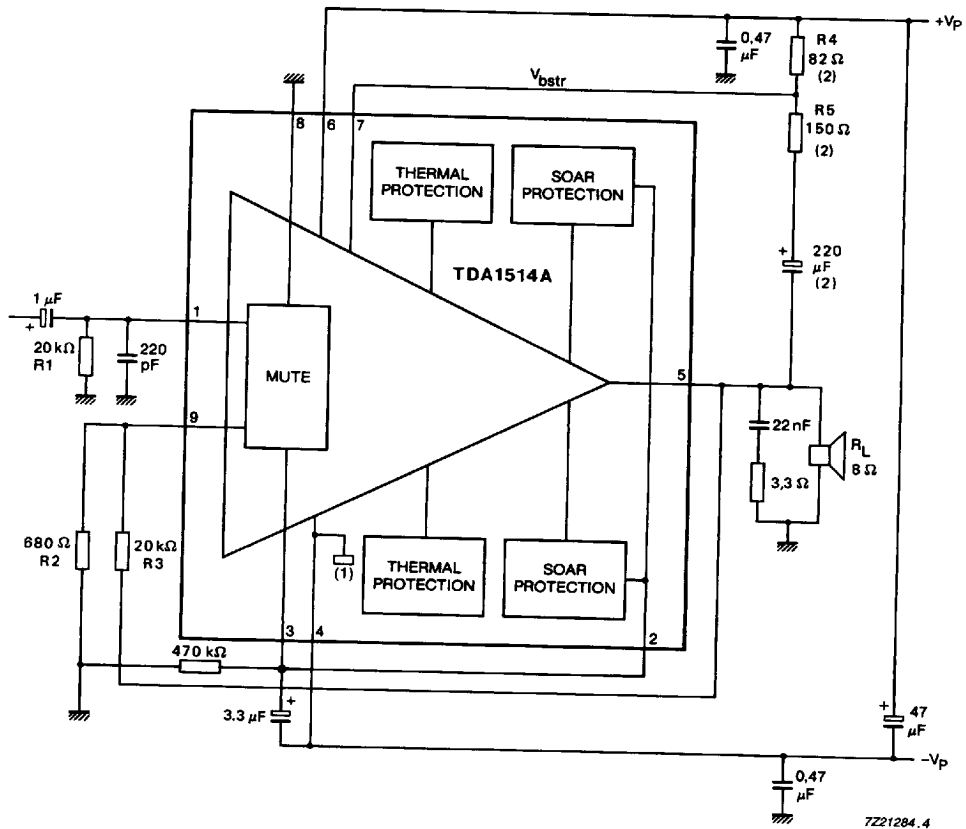 +Vp
0,47
µF
R4
82 Ω
(2)
Vbstr
R5
150 Ω
(2)
8
6
7
THERMAL
PROTECTION
SOAR
PROTECTION
TDA1514A
+
220
µF
(2)
1 µF
+
1
20 kΩ
R1
220
pF
MUTE
5
9
22 nF
RL
8 Ω
3,3 Ω
680 Ω
R2
20 kΩ
R3
(1)
THERMAL
PROTECTION
SOAR
PROTECTION
3
4
2
470 kΩ
3.3 µF
+
+
47
µF
-Vp
0,47
µF
7Z21284.4